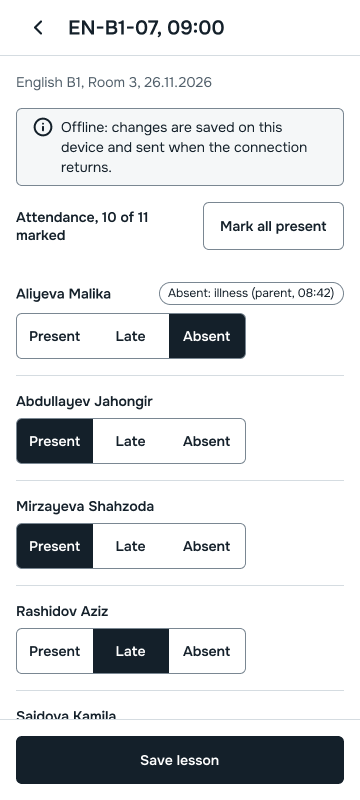 EN-B1-07, 09:00
English B1, Room 3, 26.11.2026
Offline: changes are saved on this
device and sent when the connection
returns.
Attendance, 10 of 11
marked
Mark all present
Aliyeva Malika
Absent: illness (parent, 08:42)
Present Late Absent
Abdullayev Jahongir
Present Late Absent
Mirzayeva Shahzoda
Present Late Absent
Rashidov Aziz
Present Late Absent
Saidova Kamila
Save lesson